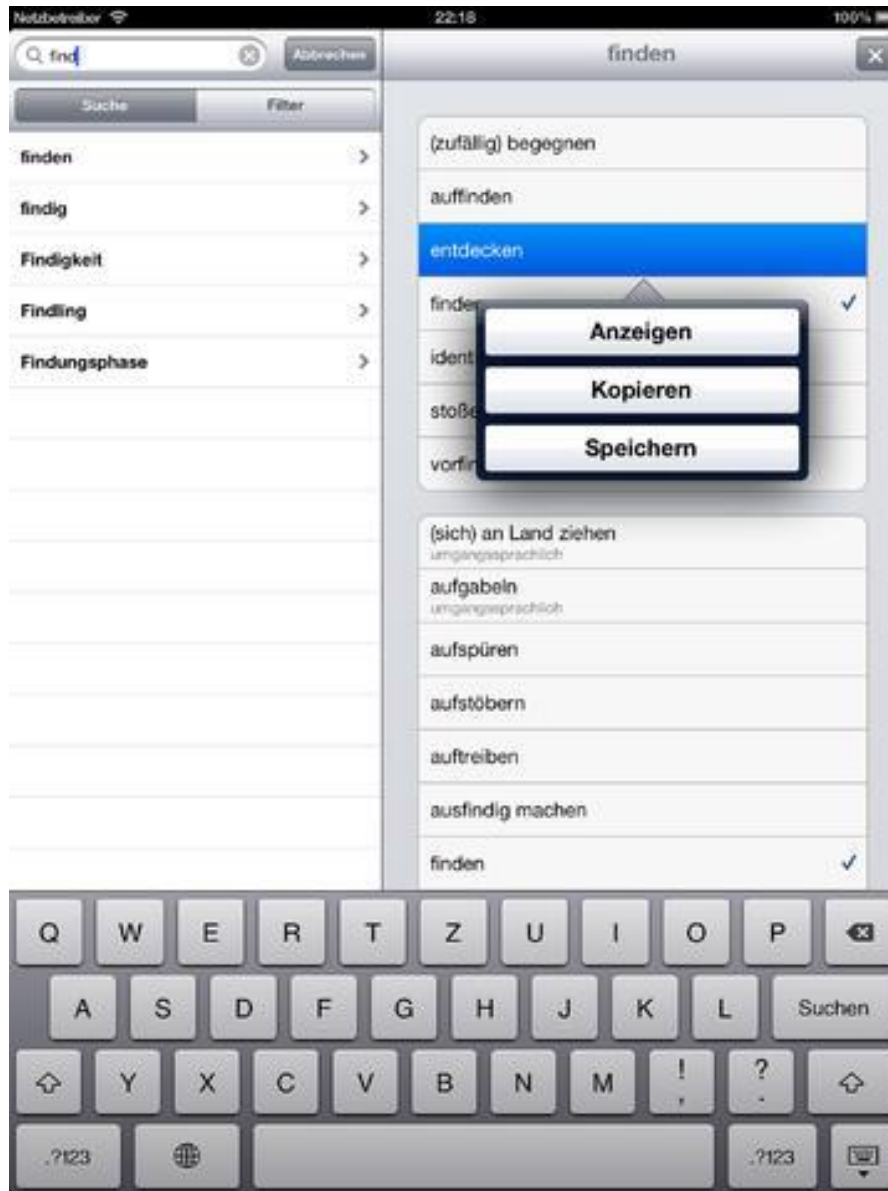 Netzbetreiber 22:18 100%
find Abbrechen
Suche Filter
finden
findig
Findigkeit
Findling
Findungsphase
finden
(zufällig) begegnen
auffinden
entdecken
finden
ident
stoße
vorfin
Anzeigen
Kopieren
Speichern
(sich) an Land ziehen
umgangssprachlich
aufgabeln
umgangssprachlich
aufspüren
aufstöbern
auftreiben
ausfindig machen
finden
Q W E R T Z U I O P
A S D F G H J K L Suchen
Y X C V B N M ! , ? .
.?123 .?123